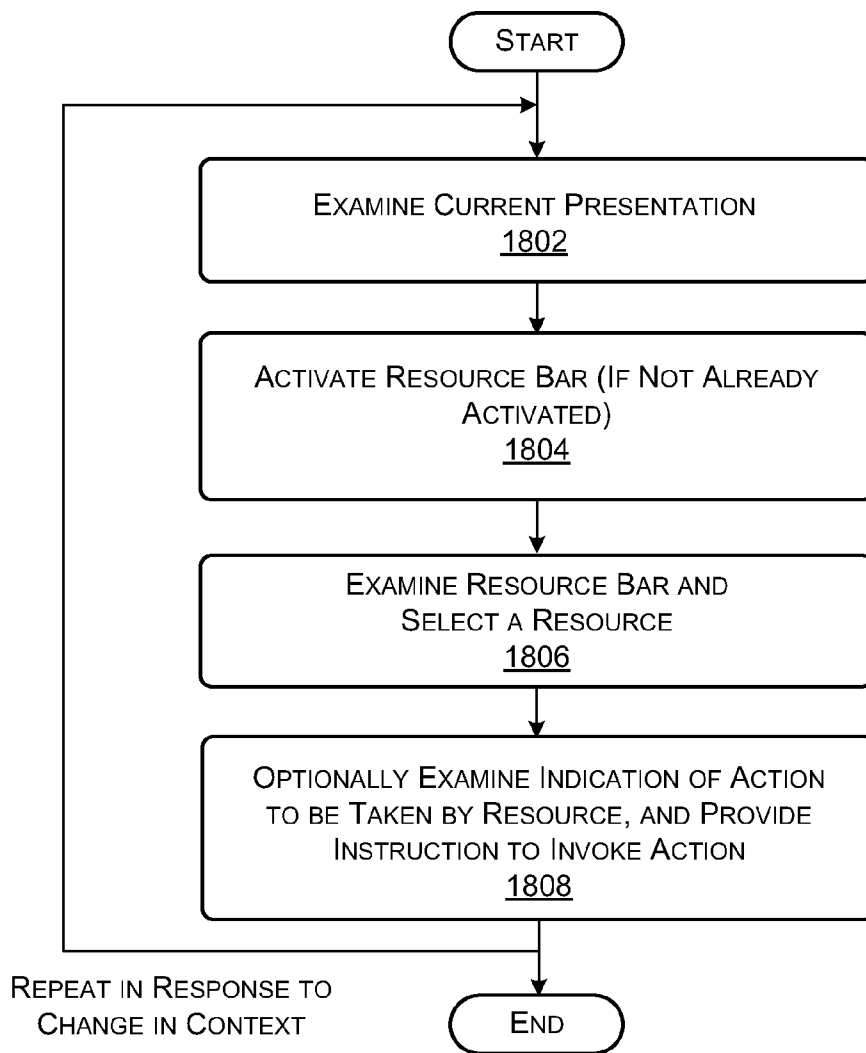 START
EXAMINE CURRENT PRESENTATION
1802
ACTIVATE RESOURCE BAR (IF NOT ALREADY
ACTIVATED)
1804
EXAMINE RESOURCE BAR AND
SELECT A RESOURCE
1806
OPTIONALLY EXAMINE INDICATION OF ACTION
TO BE TAKEN BY RESOURCE, AND PROVIDE
INSTRUCTION TO INVOKE ACTION
1808
REPEAT IN RESPONSE TO
CHANGE IN CONTEXT
END